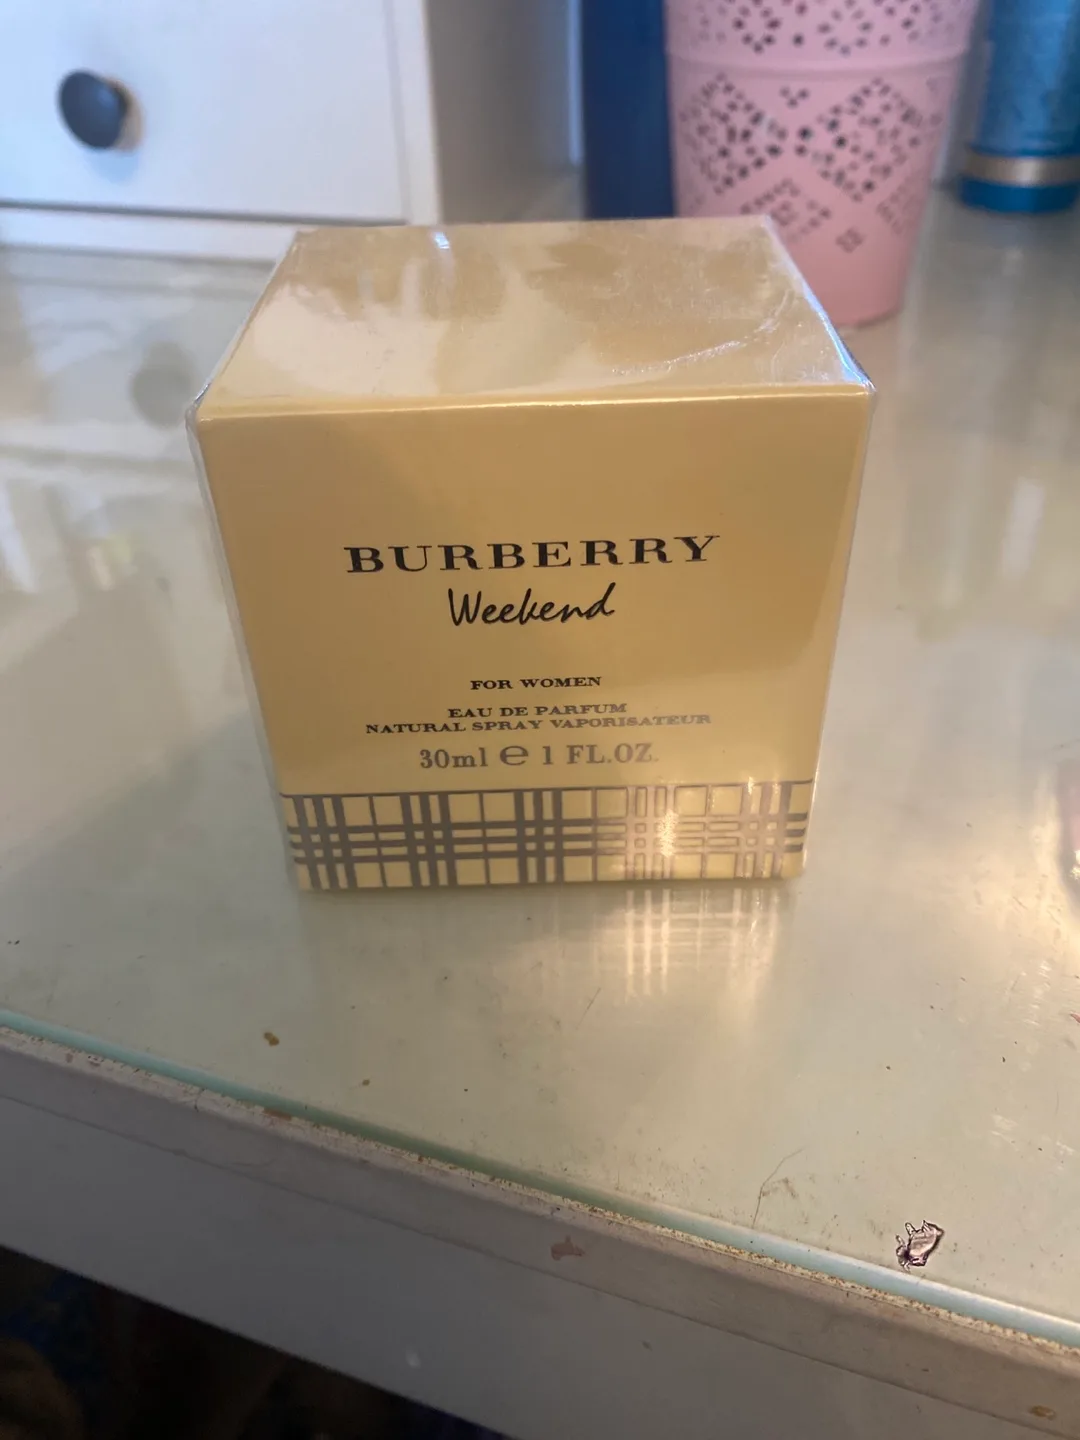 BURBERRY
Weekend
FOR WOMEN
EAU DE PARFUM
NATURAL SPRAY VAPORISATEUR
30ml ℮ 1 FL.OZ.